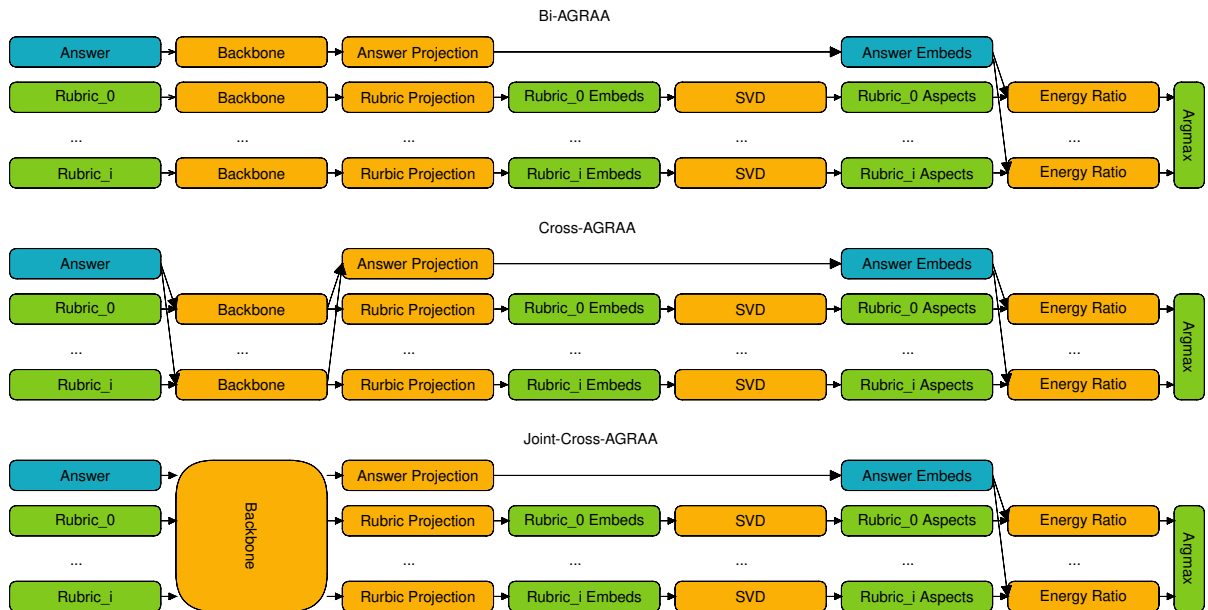 Bi-AGRAA
Answer Backbone Answer Projection Answer Embeds
Rubric_0 Backbone Rubric Projection Rubric_0 Embeds SVD Rubric_0 Aspects Energy Ratio
... ... ... ... ... ... ...
Rubric_i Backbone Rurbic Projection Rubric_i Embeds SVD Rubric_i Aspects Energy Ratio
Argmax
Cross-AGRAA
Answer Answer Projection Answer Embeds
Rubric_0 Backbone Rubric Projection Rubric_0 Embeds SVD Rubric_0 Aspects Energy Ratio
... ... ... ... ... ... ...
Rubric_i Backbone Rurbic Projection Rubric_i Embeds SVD Rubric_i Aspects Energy Ratio
Argmax
Joint-Cross-AGRAA
Answer Answer Projection Answer Embeds
Backbone
Rubric_0 Rubric Projection Rubric_0 Embeds SVD Rubric_0 Aspects Energy Ratio
... ... ... ... ... ...
Rubric_i Rurbic Projection Rubric_i Embeds SVD Rubric_i Aspects Energy Ratio
Argmax